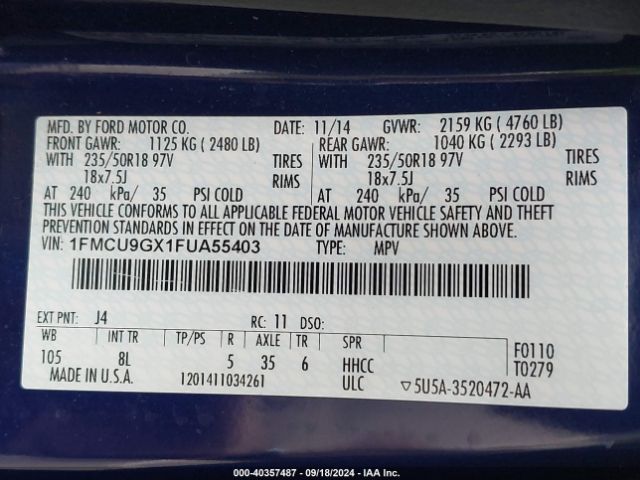 MFD. BY FORD MOTOR CO. DATE: 11/14 GVWR: 2159 KG ( 4760 LB)
FRONT GAWR: 1125 KG ( 2480 LB) REAR GAWR: 1040 KG ( 2293 LB)
WITH 235/50R18 97V TIRES WITH 235/50R18 97V TIRES
18x7.5J RIMS 18x7.5J RIMS
AT 240 kPa/ 35 PSI COLD AT 240 kPa/ 35 PSI COLD
THIS VEHICLE CONFORMS TO ALL APPLICABLE FEDERAL MOTOR VEHICLE SAFETY AND THEFT
PREVENTION STANDARDS IN EFFECT ON THE DATE OF MANUFACTURE SHOWN ABOVE.
VIN: 1FMCU9GX1FUA55403 TYPE: MPV
EXT PNT: J4 RC: 11 DSO:
WB INT TR TP/PS R AXLE TR SPR F0110
105 8L 5 35 6 HHCC T0279
MADE IN U.S.A. 1201411034261 ULC ▽5U5A-3520472-AA
000-40357487 - 09/18/2024 - IAA Inc.